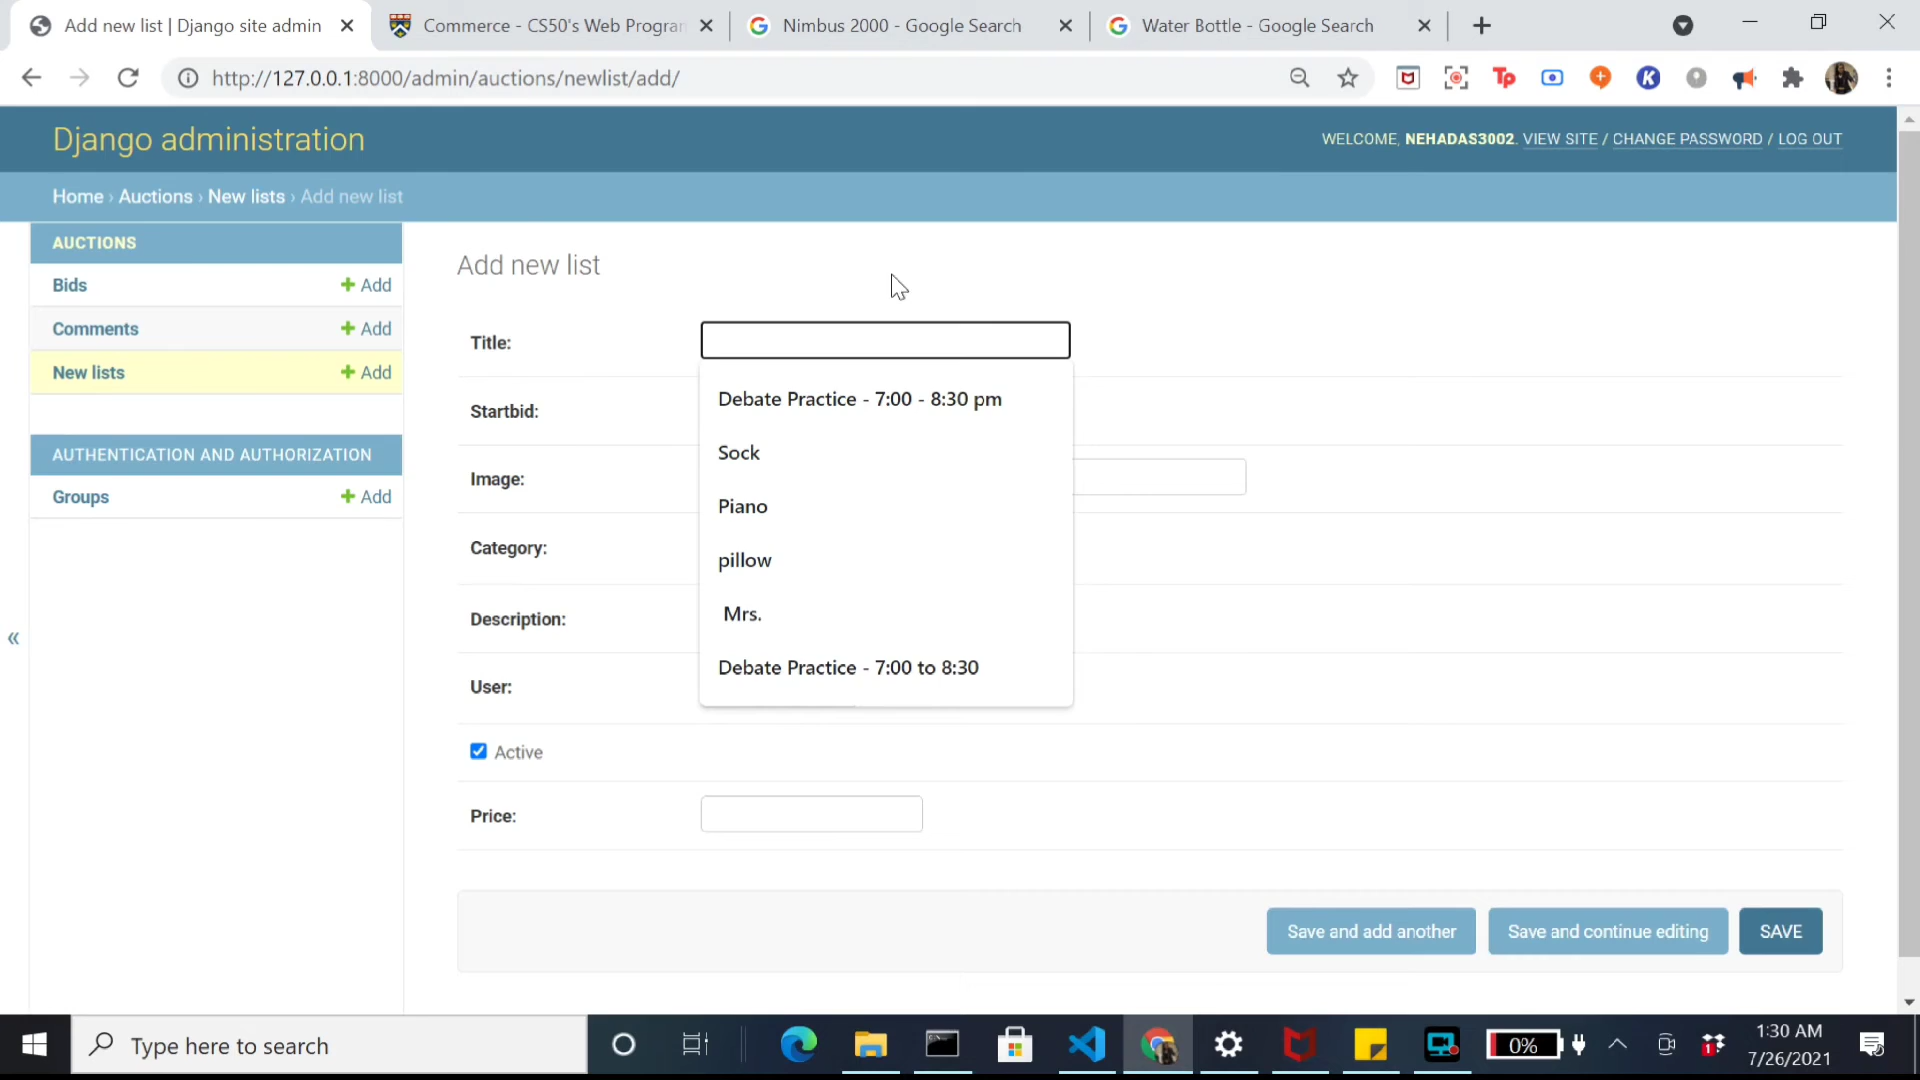 Add new list | Django site admin
Commerce - CS50's Web Program
Nimbus 2000 - Google Search
Water Bottle - Google Search
http://127.0.0.1:8000/admin/auctions/newlist/add/
Django administration
WELCOME, NEHADAS3002. VIEW SITE / CHANGE PASSWORD / LOG OUT
Home › Auctions › New lists › Add new list
AUCTIONS
Bids + Add
Comments + Add
New lists + Add
AUTHENTICATION AND AUTHORIZATION
Groups + Add
«
Add new list
Title:
Debate Practice - 7:00 - 8:30 pm
Sock
Piano
pillow
Mrs.
Debate Practice - 7:00 to 8:30
Startbid:
Image:
Category:
Description:
User:
Active
Price:
Save and add another
Save and continue editing
SAVE
Type here to search
0%
1:30 AM
7/26/2021